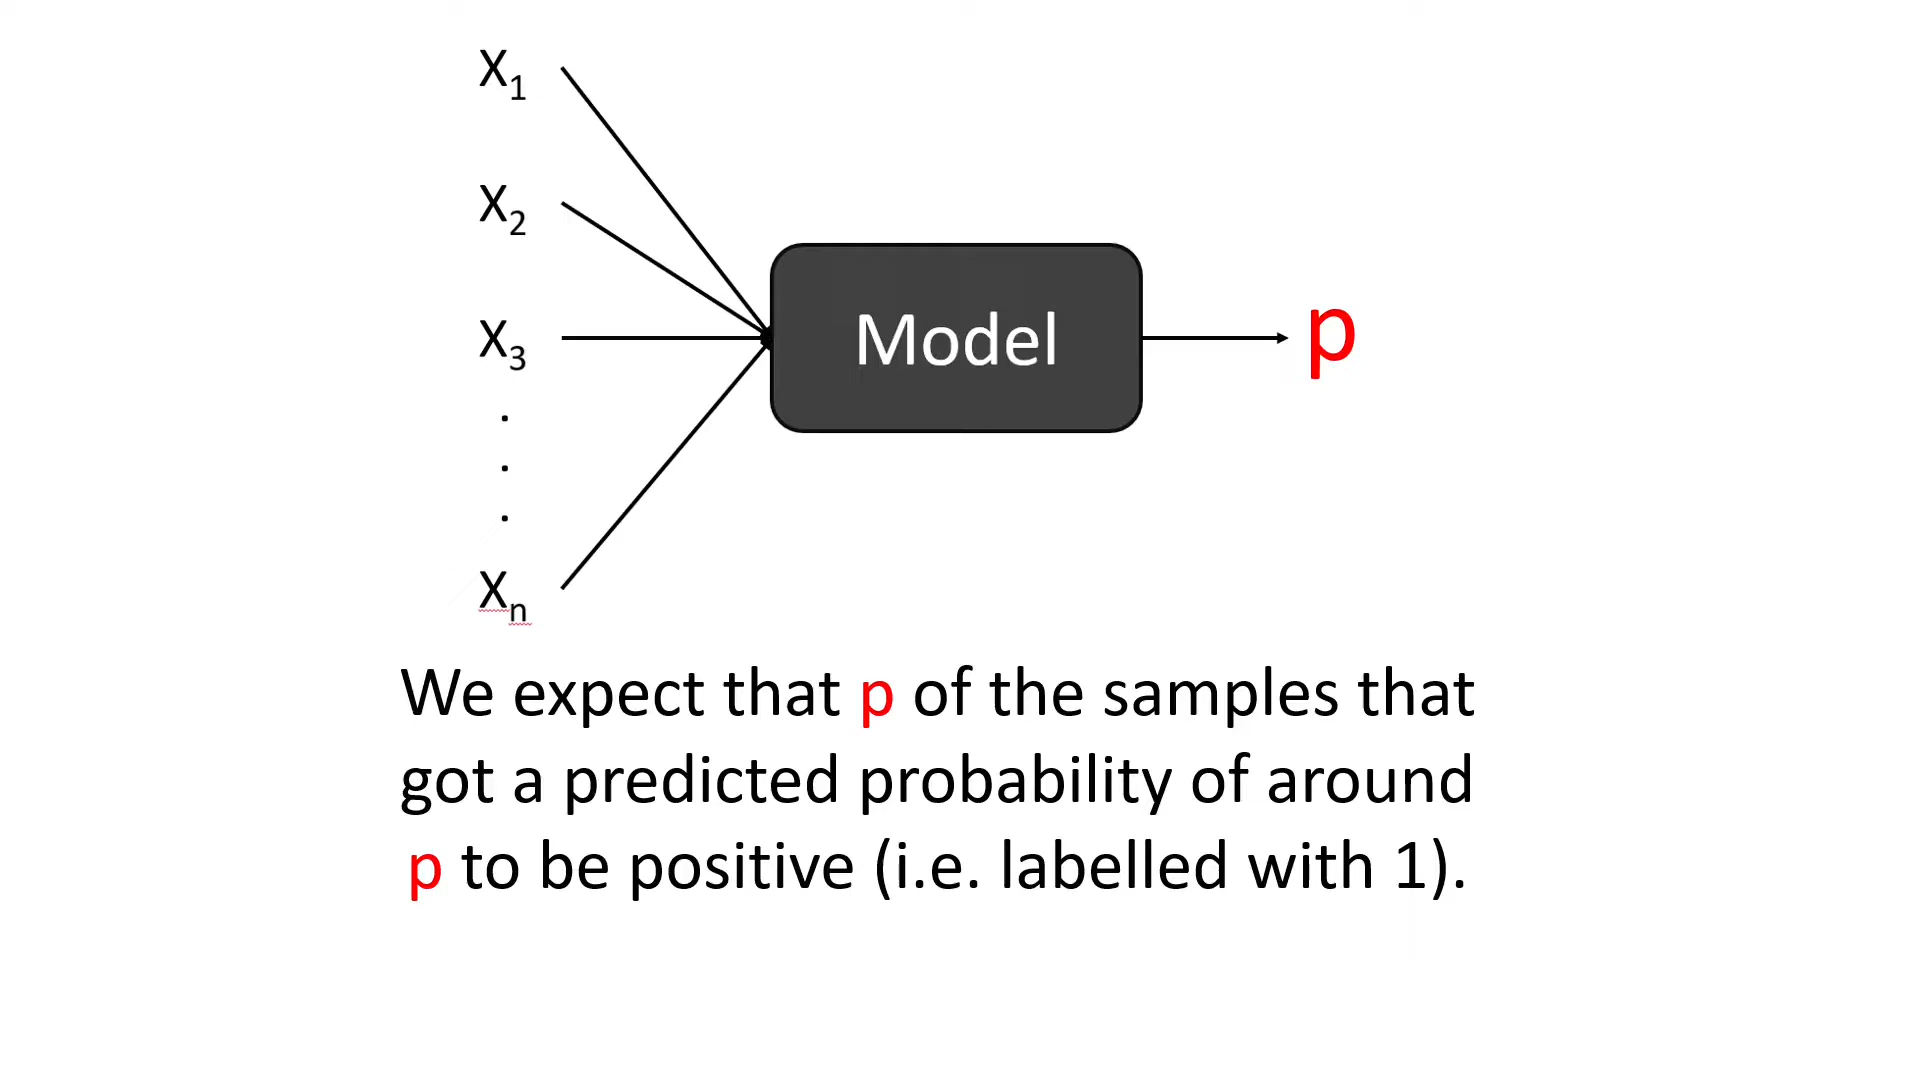 X1
X2
X3
.
.
.
Xn
Model
p
We expect that p of the samples that
got a predicted probability of around
p to be positive (i.e. labelled with 1).